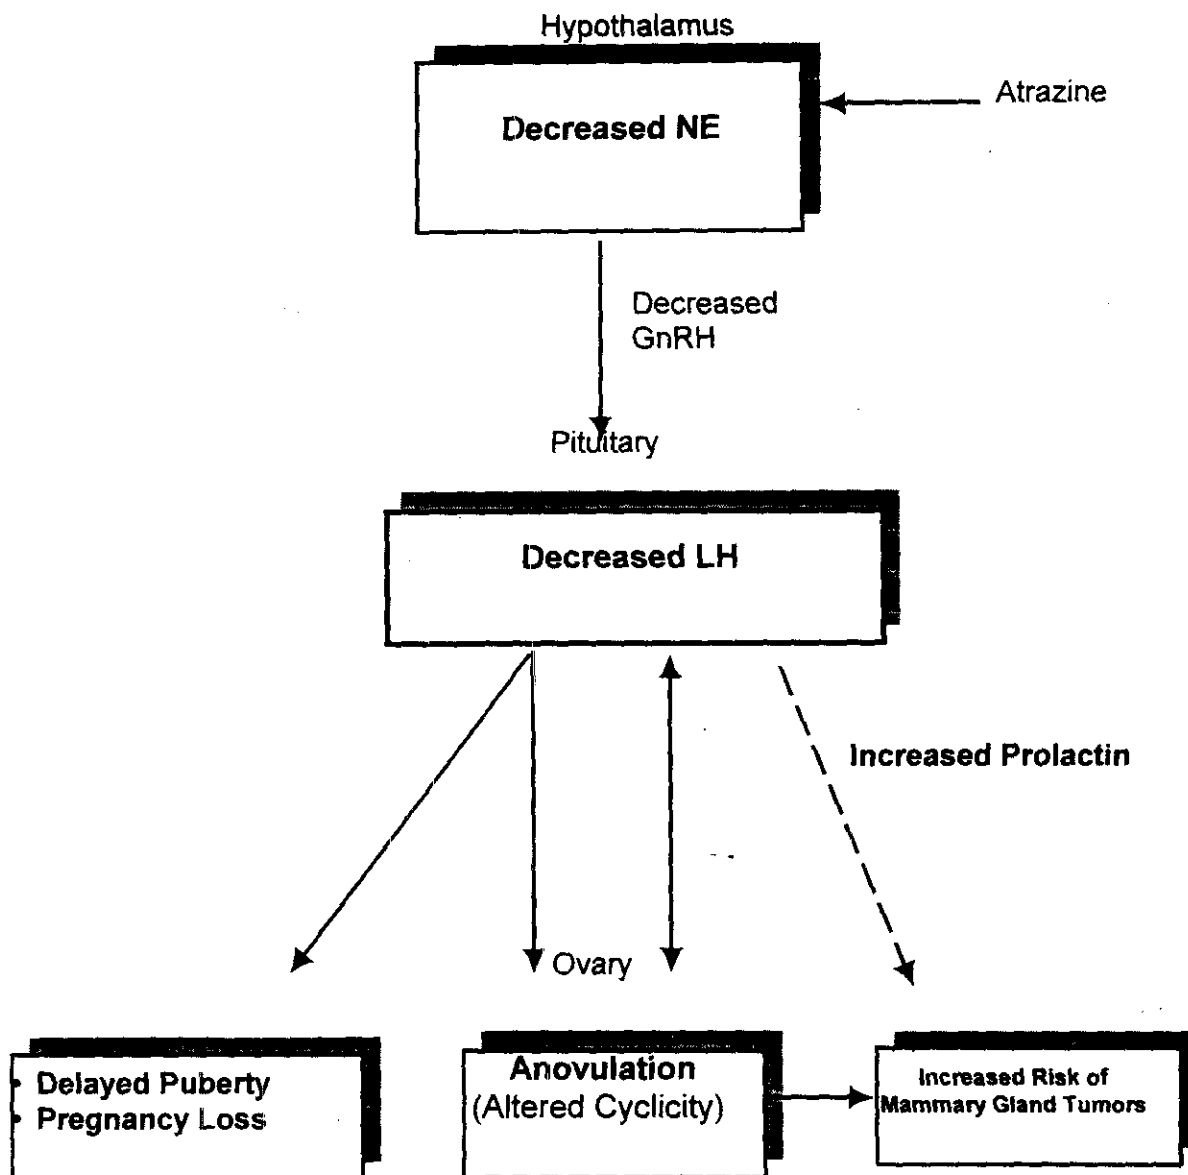 Hypothalamus
Atrazine
Decreased NE
Decreased
GnRH
Pituitary
Decreased LH
Increased Prolactin
Ovary
• Delayed Puberty
• Pregnancy Loss
Anovulation
(Altered Cyclicity)
Increased Risk of
Mammary Gland Tumors